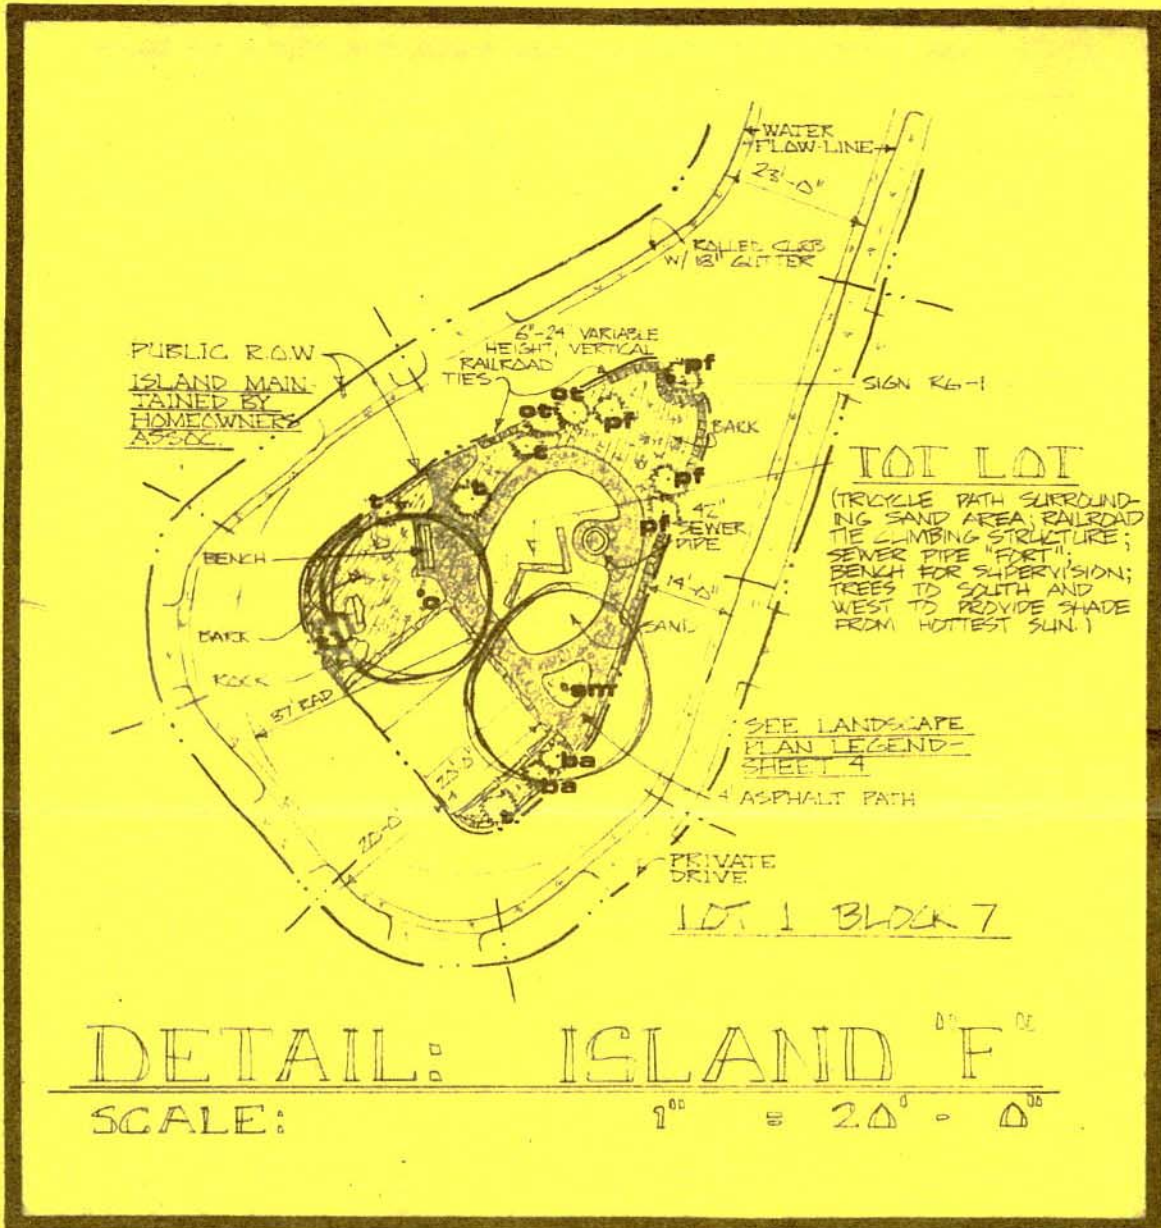 WATER
FLOW-LINE
23'-0"
ROLLED CURB
W/ 18" GUTTER
PUBLIC R.O.W
ISLAND MAIN-
TAINED BY
HOMEOWNERS
ASSOC.
6"-24" VARIABLE
HEIGHT, VERTICAL
RAILROAD
TIES
SIGN R6-1
pf
ot
ot
pf
BARK
pf
pf
42"
SEWER
PIPE
TOT LOT
(TRICYCLE PATH SURROUND-
ING SAND AREA; RAILROAD
TIE CLIMBING STRUCTURE;
SEWER PIPE "FORT";
BENCH FOR SUPERVISION;
TREES TO SOUTH AND
WEST TO PROVIDE SHADE
FROM HOTTEST SUN.)
BENCH
14'-0"
BARK
SAND
ROCK
37' RAD
SEE LANDSCAPE
PLAN LEGEND-
SHEET 4
ba
ba
4' ASPHALT PATH
20'-0
PRIVATE
DRIVE
LOT 1 BLOCK 7
DETAIL: ISLAND "F"
SCALE: 1" = 20' - 0"